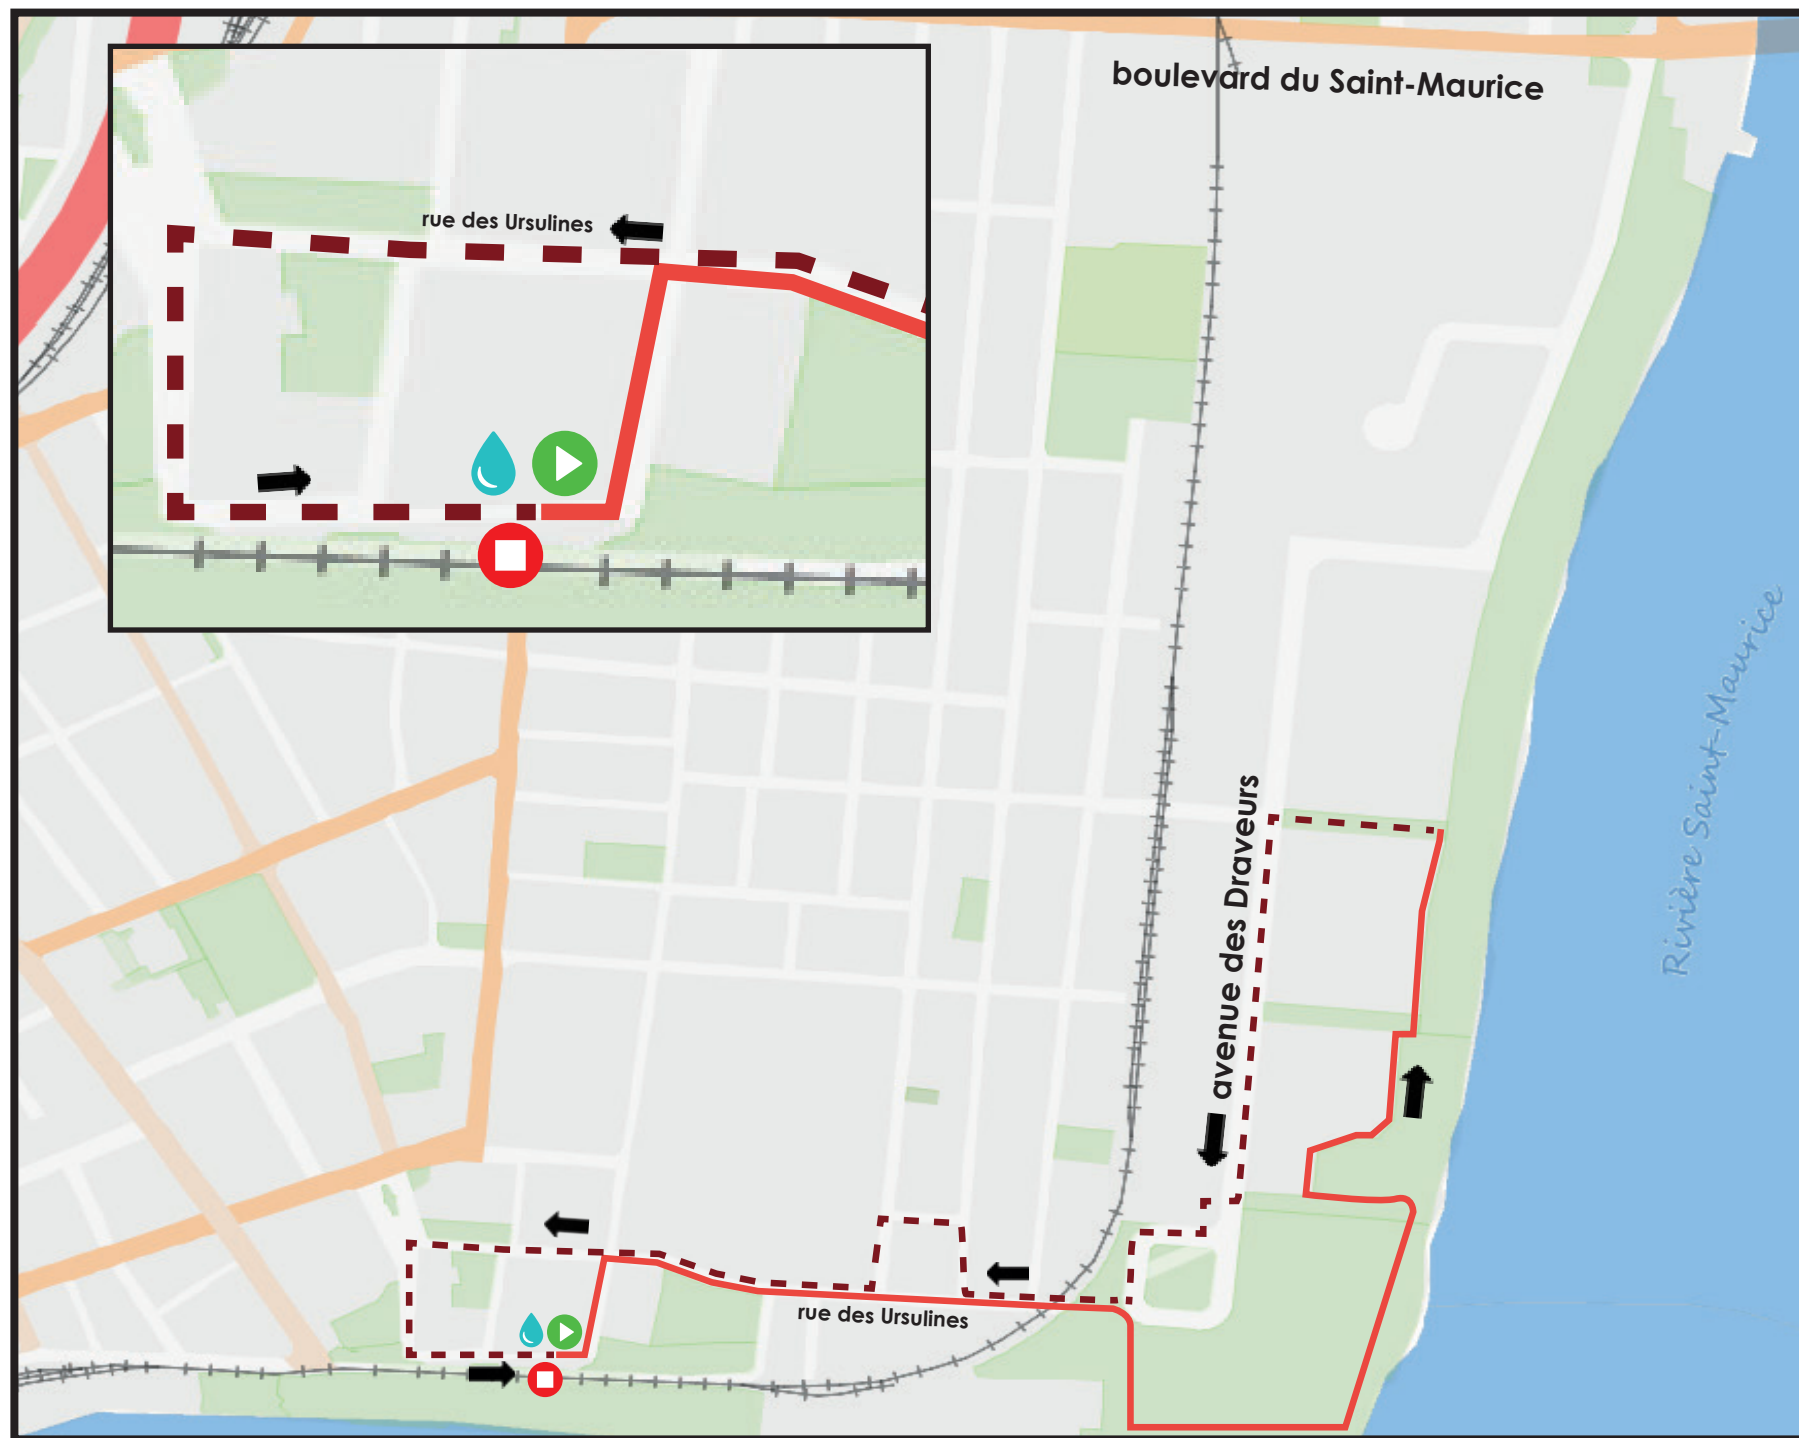 boulevard du Saint-Maurice
rue des Ursulines
Rivière Saint-Maurice
avenue des Draveurs
rue des Ursulines